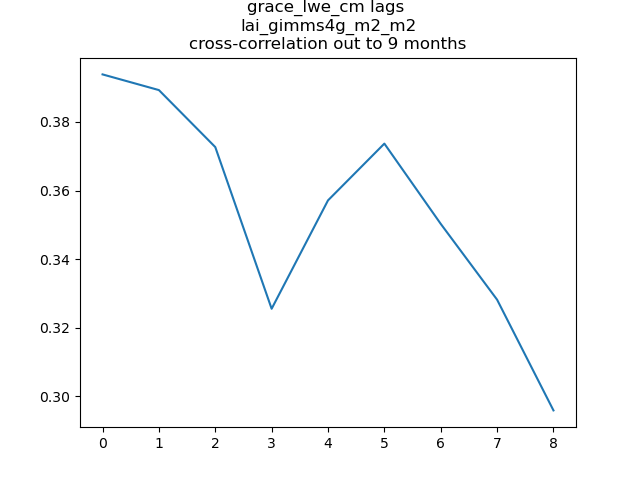 grace_lwe_cm lags
lai_gimms4g_m2_m2
cross-correlation out to 9 months
0.38
0.36
0.34
0.32
0.30
0 1 2 3 4 5 6 7 8